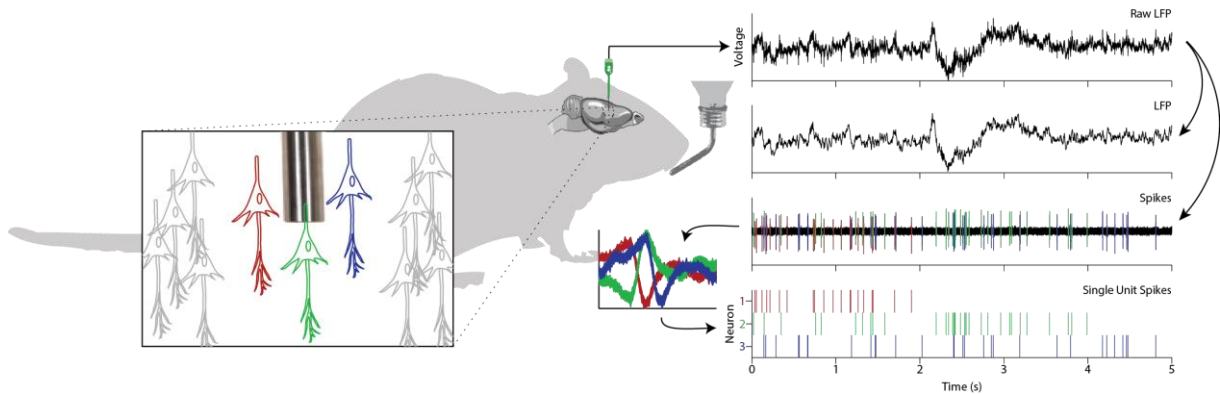 Raw LFP
Voltage
LFP
Spikes
Single Unit Spikes
Neuron
1
2
3
0 1 2 3 4 5
Time (s)